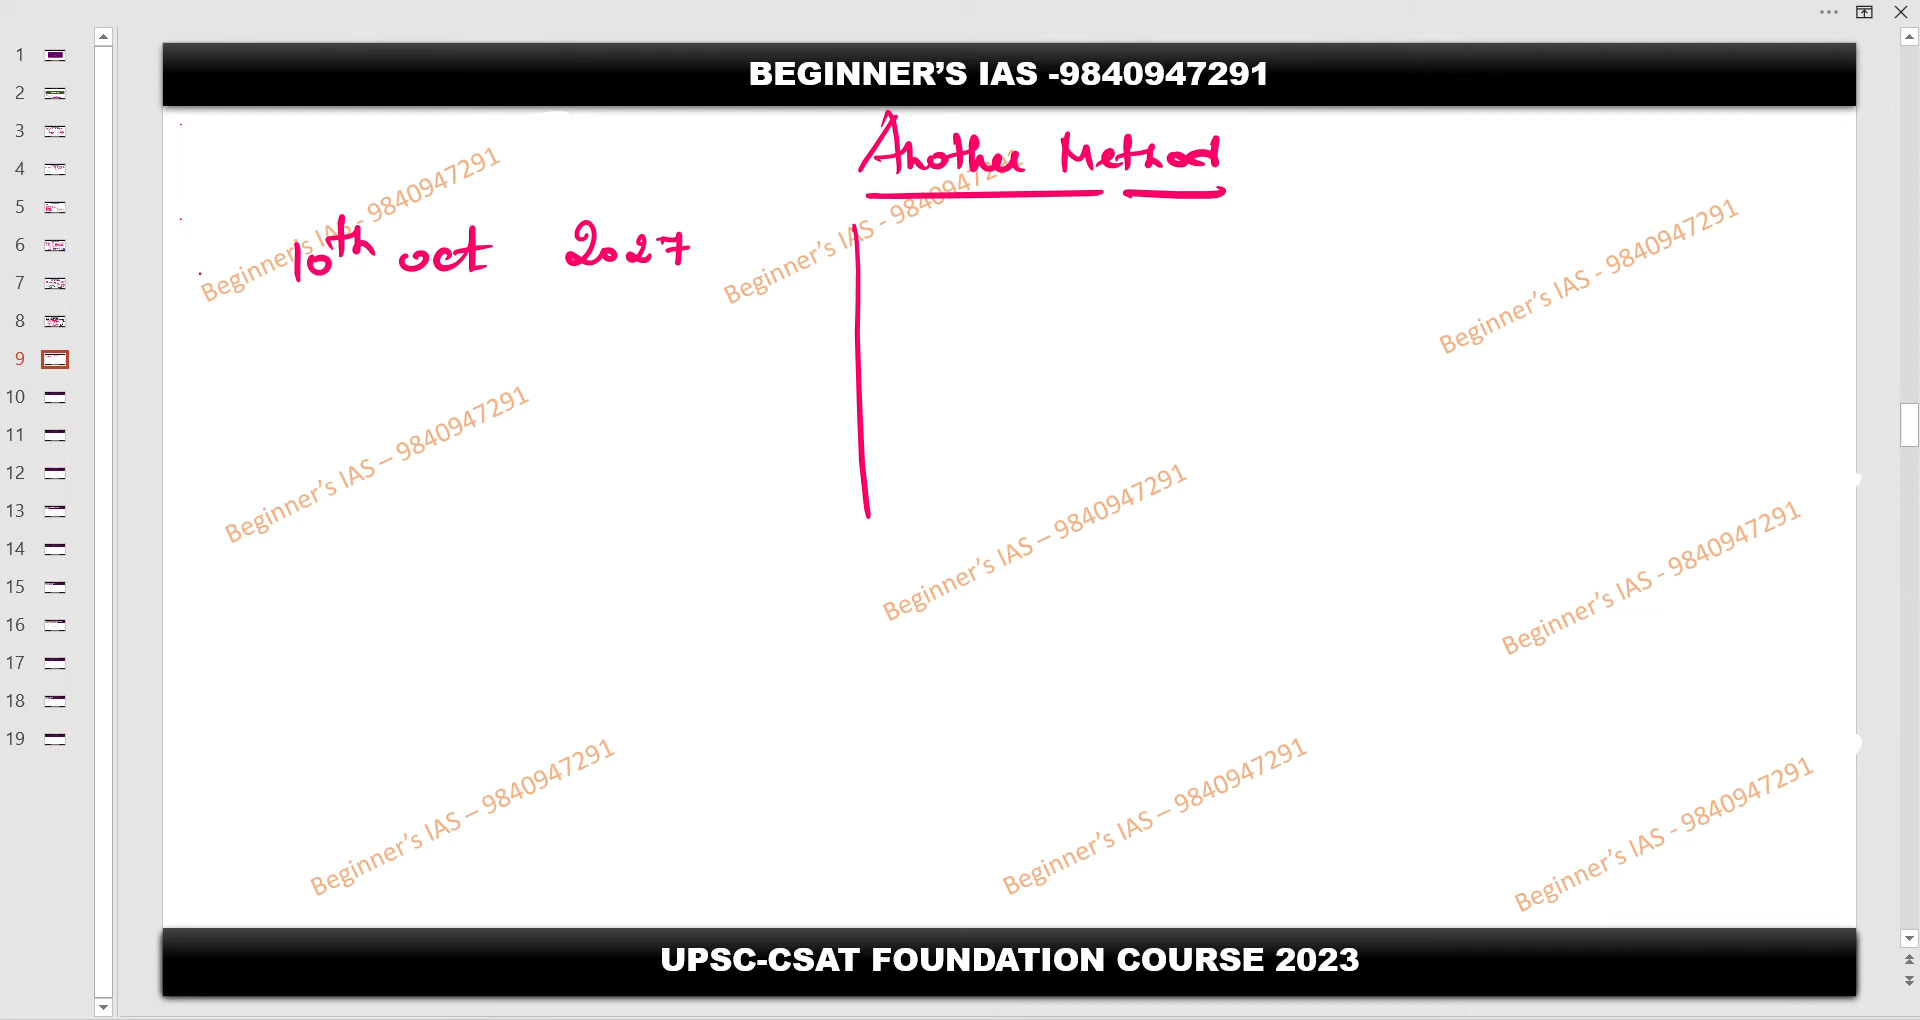 1
2
3
4
5
6
7
8
9
10
11
12
13
14
15
16
17
18
19
BEGINNER’S IAS -9840947291
Another Method
10th oct 2027
Beginner’s IAS - 9840947291
Beginner’s IAS - 9840947291
Beginner’s IAS - 9840947291
Beginner’s IAS – 9840947291
Beginner’s IAS – 9840947291
Beginner’s IAS - 9840947291
Beginner’s IAS – 9840947291
Beginner’s IAS – 9840947291
Beginner’s IAS - 9840947291
UPSC-CSAT FOUNDATION COURSE 2023